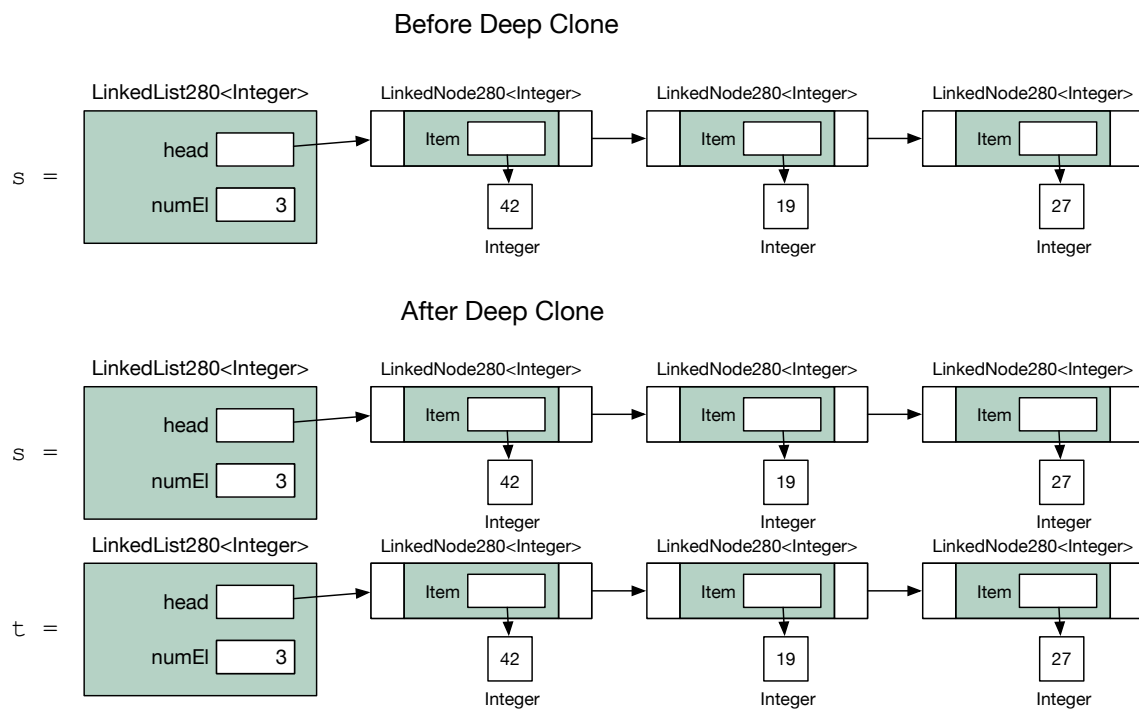 Before Deep Clone
LinkedList280<Integer> LinkedNode280<Integer> LinkedNode280<Integer> LinkedNode280<Integer>
head Item Item Item
s =
numEl 3 42 19 27
Integer Integer Integer
After Deep Clone
LinkedList280<Integer> LinkedNode280<Integer> LinkedNode280<Integer> LinkedNode280<Integer>
head Item Item Item
s =
numEl 3 42 19 27
Integer Integer Integer
LinkedList280<Integer> LinkedNode280<Integer> LinkedNode280<Integer> LinkedNode280<Integer>
head Item Item Item
t =
numEl 3 42 19 27
Integer Integer Integer